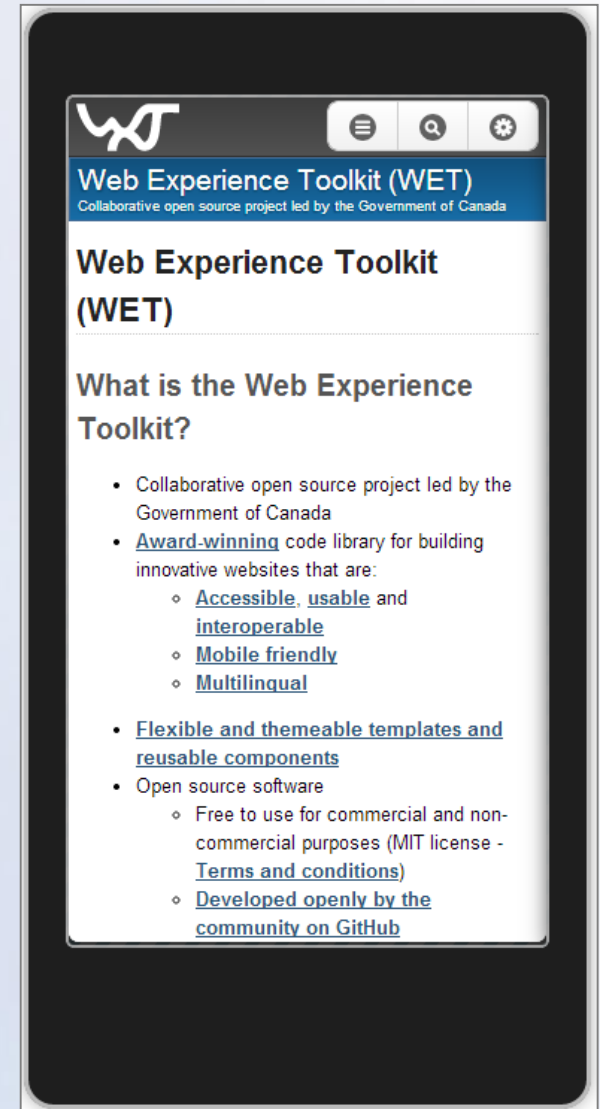 WXT
Web Experience Toolkit (WET)
Collaborative open source project led by the Government of Canada
Web Experience Toolkit
(WET)
What is the Web Experience
Toolkit?
Collaborative open source project led by the
Government of Canada
Award-winning code library for building
innovative websites that are:
Accessible, usable and
interoperable
Mobile friendly
Multilingual
Flexible and themeable templates and
reusable components
Open source software
Free to use for commercial and non-
commercial purposes (MIT license -
Terms and conditions)
Developed openly by the
community on GitHub